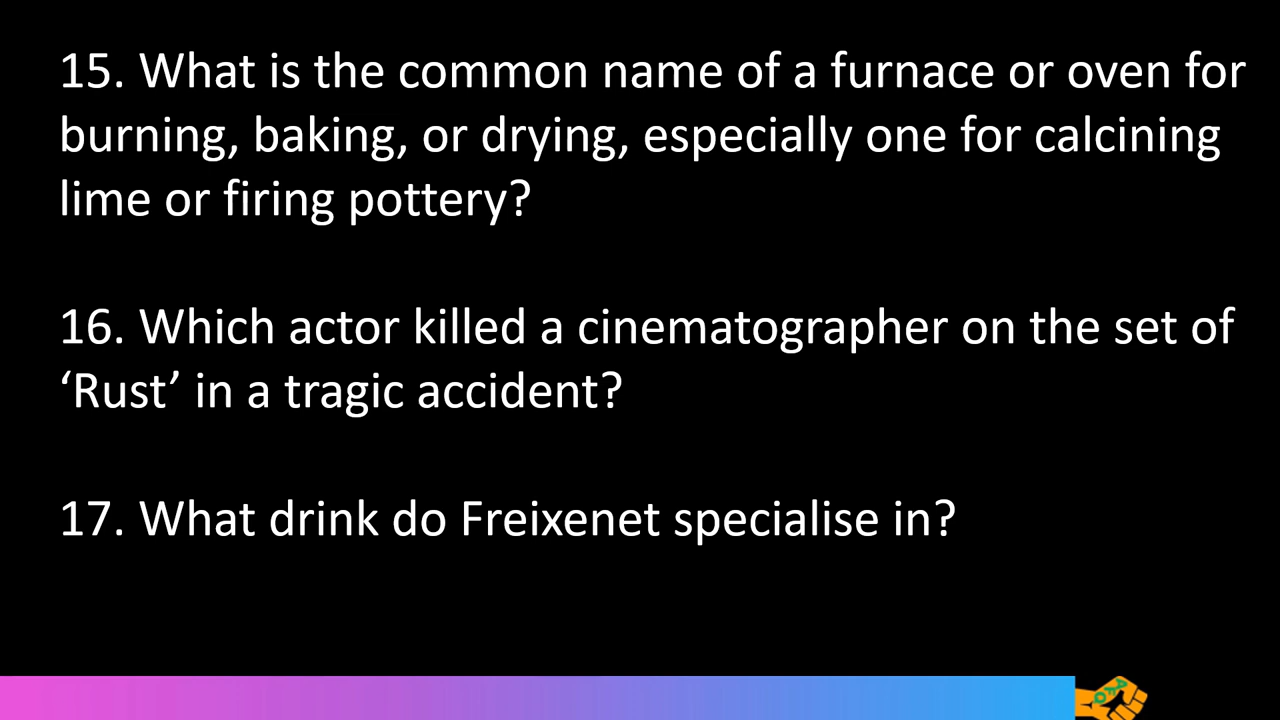 15. What is the common name of a furnace or oven for
burning, baking, or drying, especially one for calcining
lime or firing pottery?
16. Which actor killed a cinematographer on the set of
‘Rust’ in a tragic accident?
17. What drink do Freixenet specialise in?